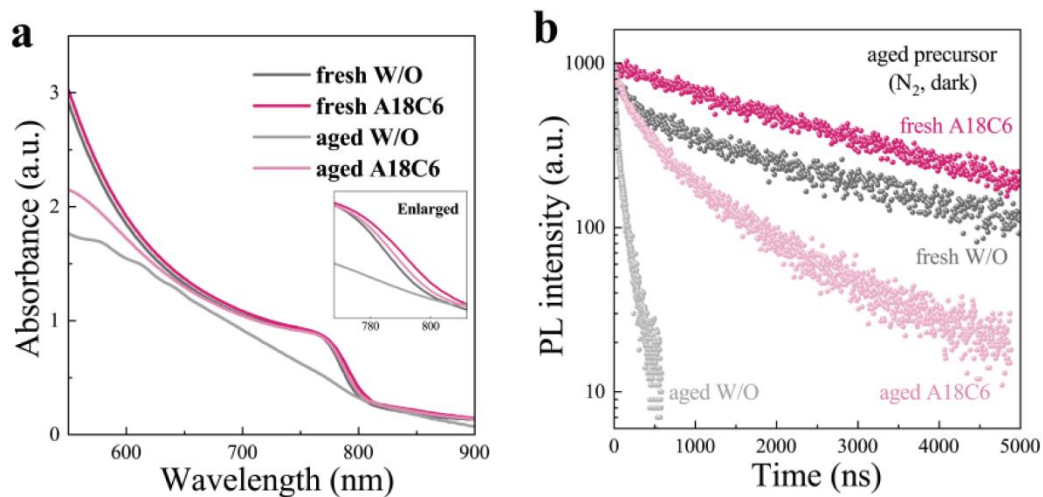 a
Absorbance (a.u.)
3
2
1
0
fresh W/O
fresh A18C6
aged W/O
aged A18C6
Enlarged
780
800
600
700
800
900
Wavelength (nm)
b
PL intensity (a.u.)
1000
100
10
aged precursor
(N₂, dark)
fresh A18C6
fresh W/O
aged W/O
aged A18C6
0
1000
2000
3000
4000
5000
Time (ns)